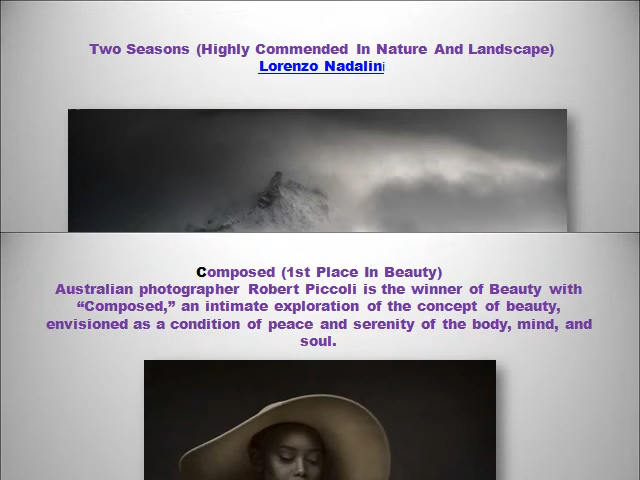 Two Seasons (Highly Commended In Nature And Landscape)
Lorenzo Nadalini
Composed (1st Place In Beauty)
Australian photographer Robert Piccoli is the winner of Beauty with
“Composed,” an intimate exploration of the concept of beauty,
envisioned as a condition of peace and serenity of the body, mind, and
soul.